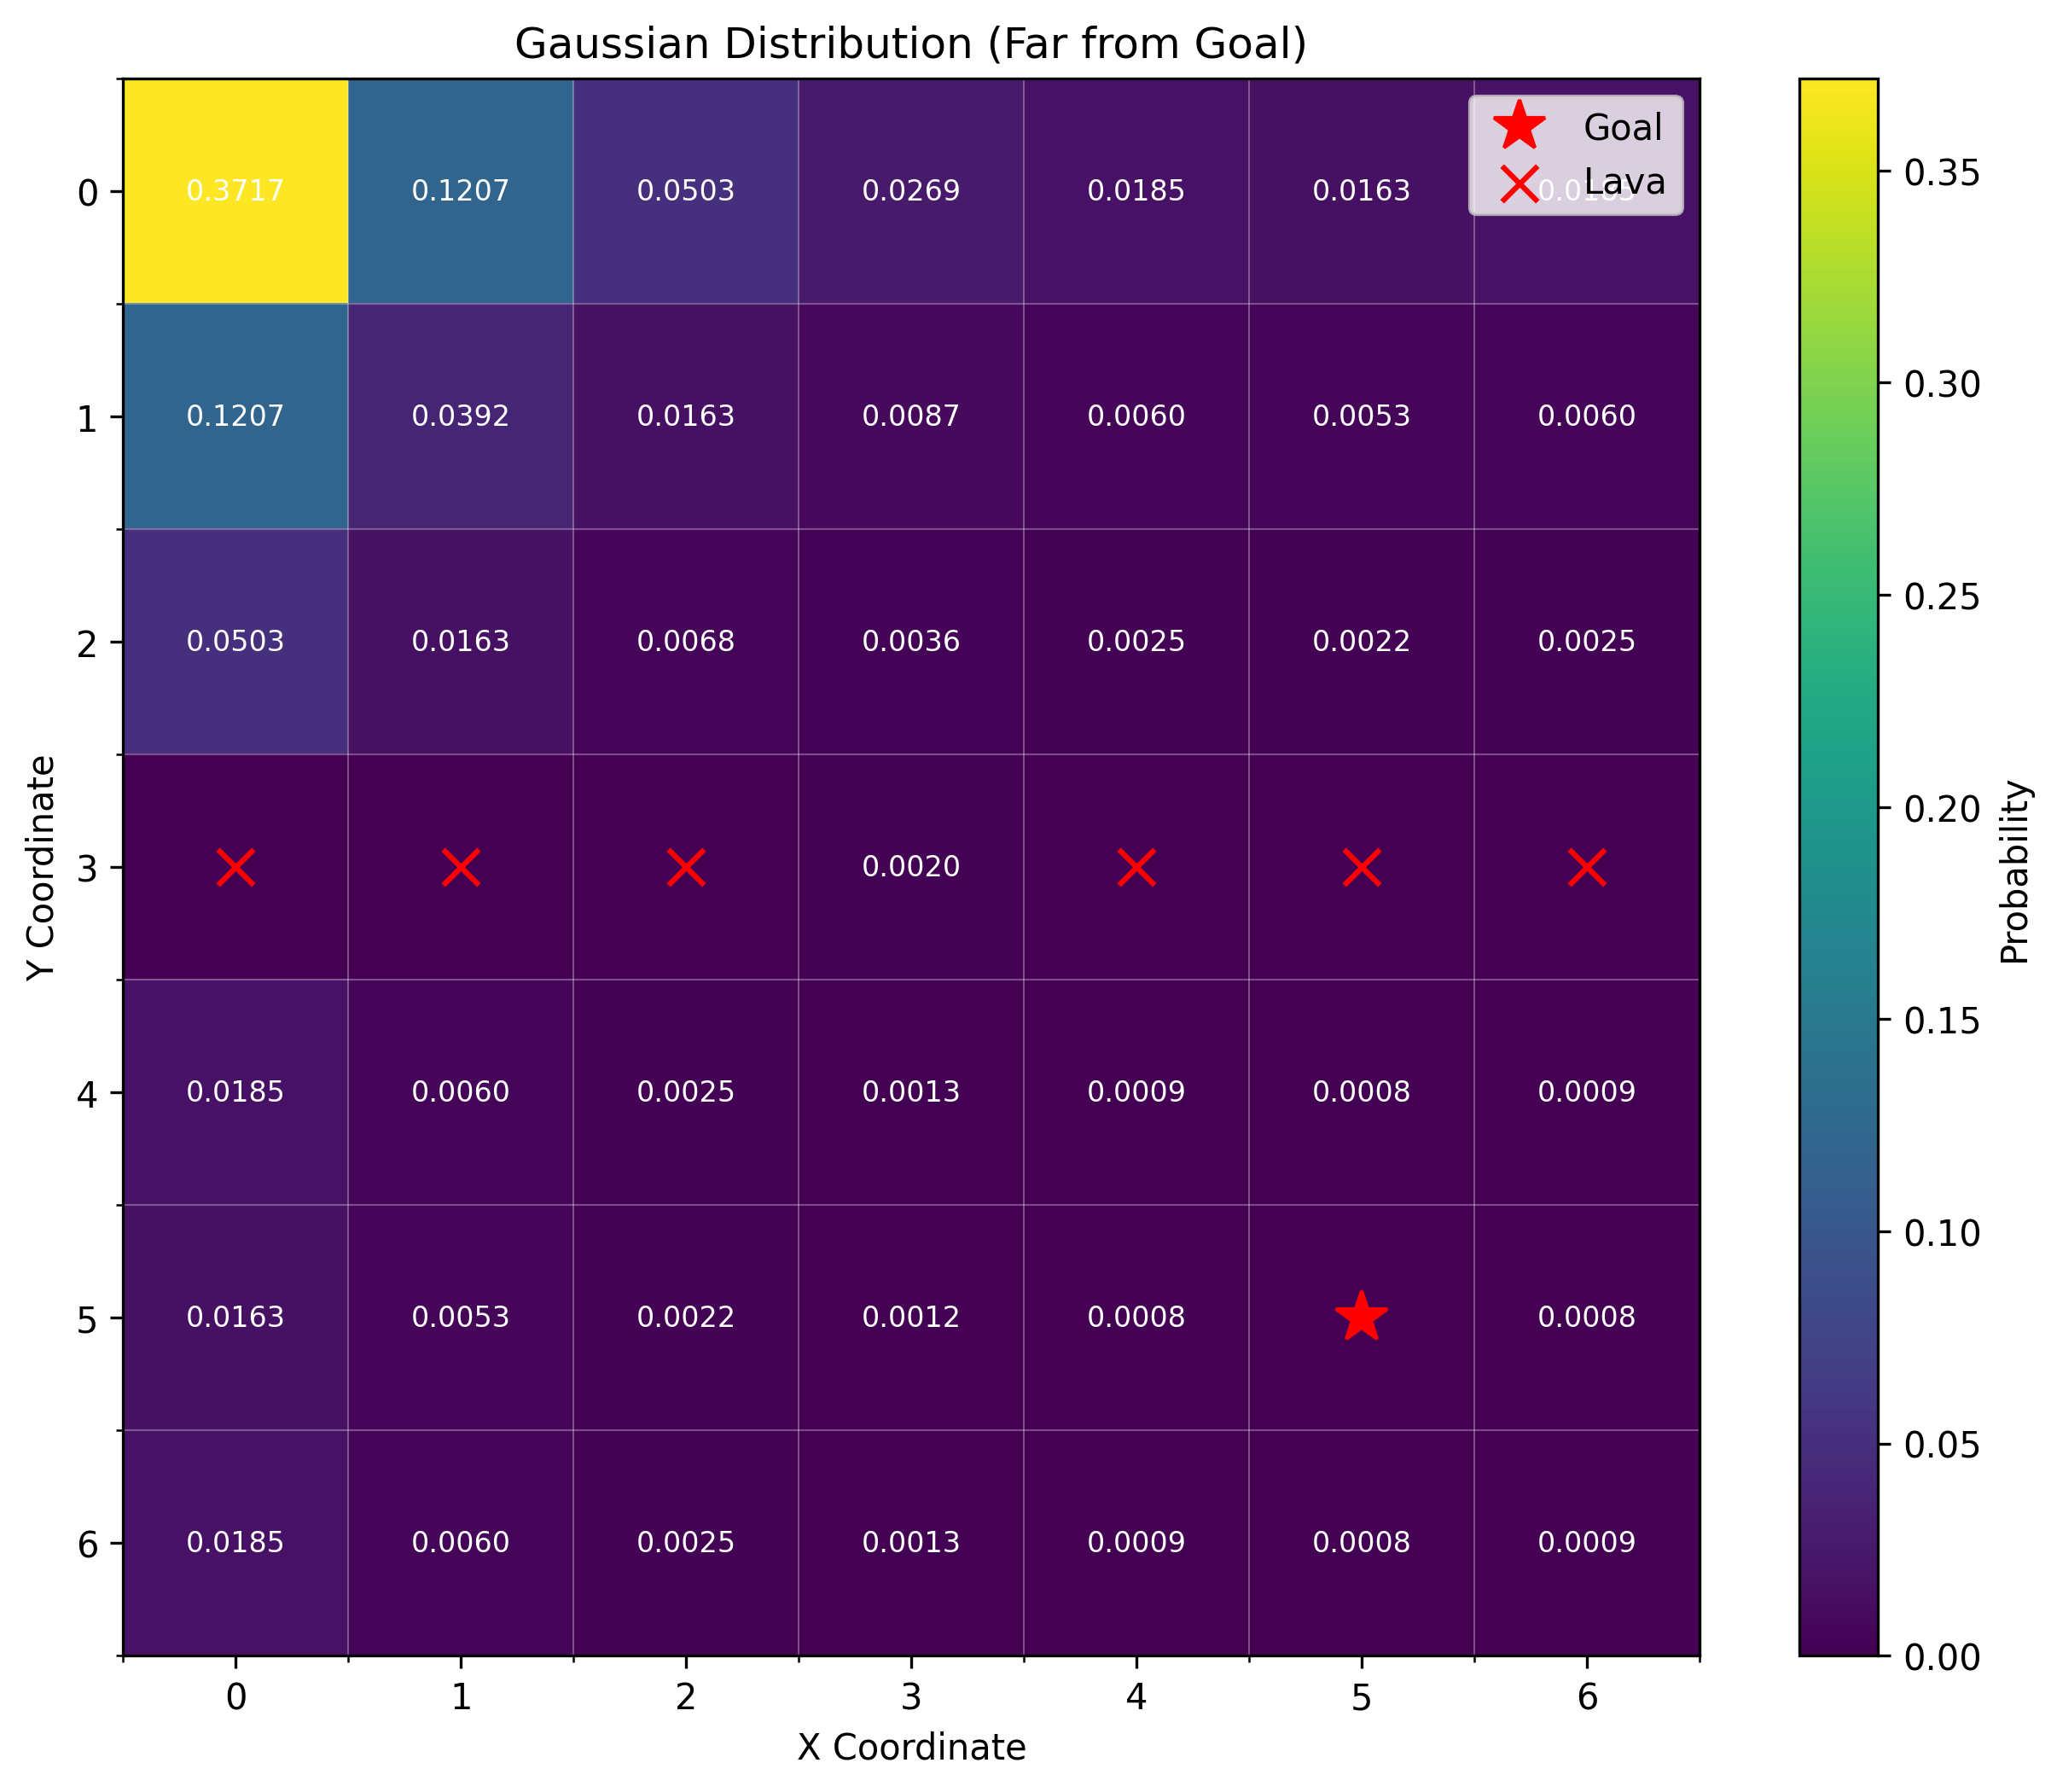 Gaussian Distribution (Far from Goal)
Goal
Lava
0 0.3717 0.1207 0.0503 0.0269 0.0185 0.0163 0.0185
1 0.1207 0.0392 0.0163 0.0087 0.0060 0.0053 0.0060
2 0.0503 0.0163 0.0068 0.0036 0.0025 0.0022 0.0025
3 0.0020
4 0.0185 0.0060 0.0025 0.0013 0.0009 0.0008 0.0009
5 0.0163 0.0053 0.0022 0.0012 0.0008 0.0008
6 0.0185 0.0060 0.0025 0.0013 0.0009 0.0008 0.0009
0 1 2 3 4 5 6
X Coordinate
Y Coordinate
0.35
0.30
0.25
0.20
0.15
0.10
0.05
0.00
Probability